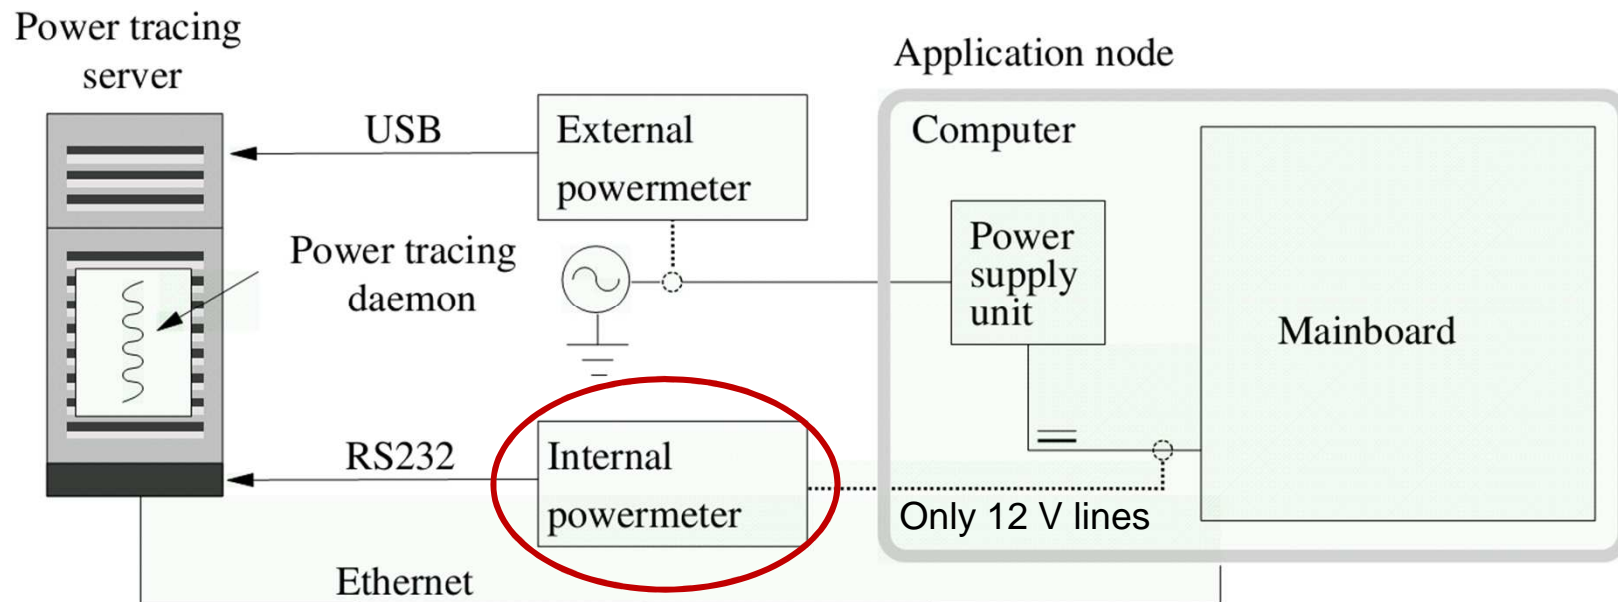 Power tracing
server
Application node
USB
External
powermeter
Computer
Power tracing
daemon
Power
supply
unit
Mainboard
RS232
Internal
powermeter
Only 12 V lines
Ethernet